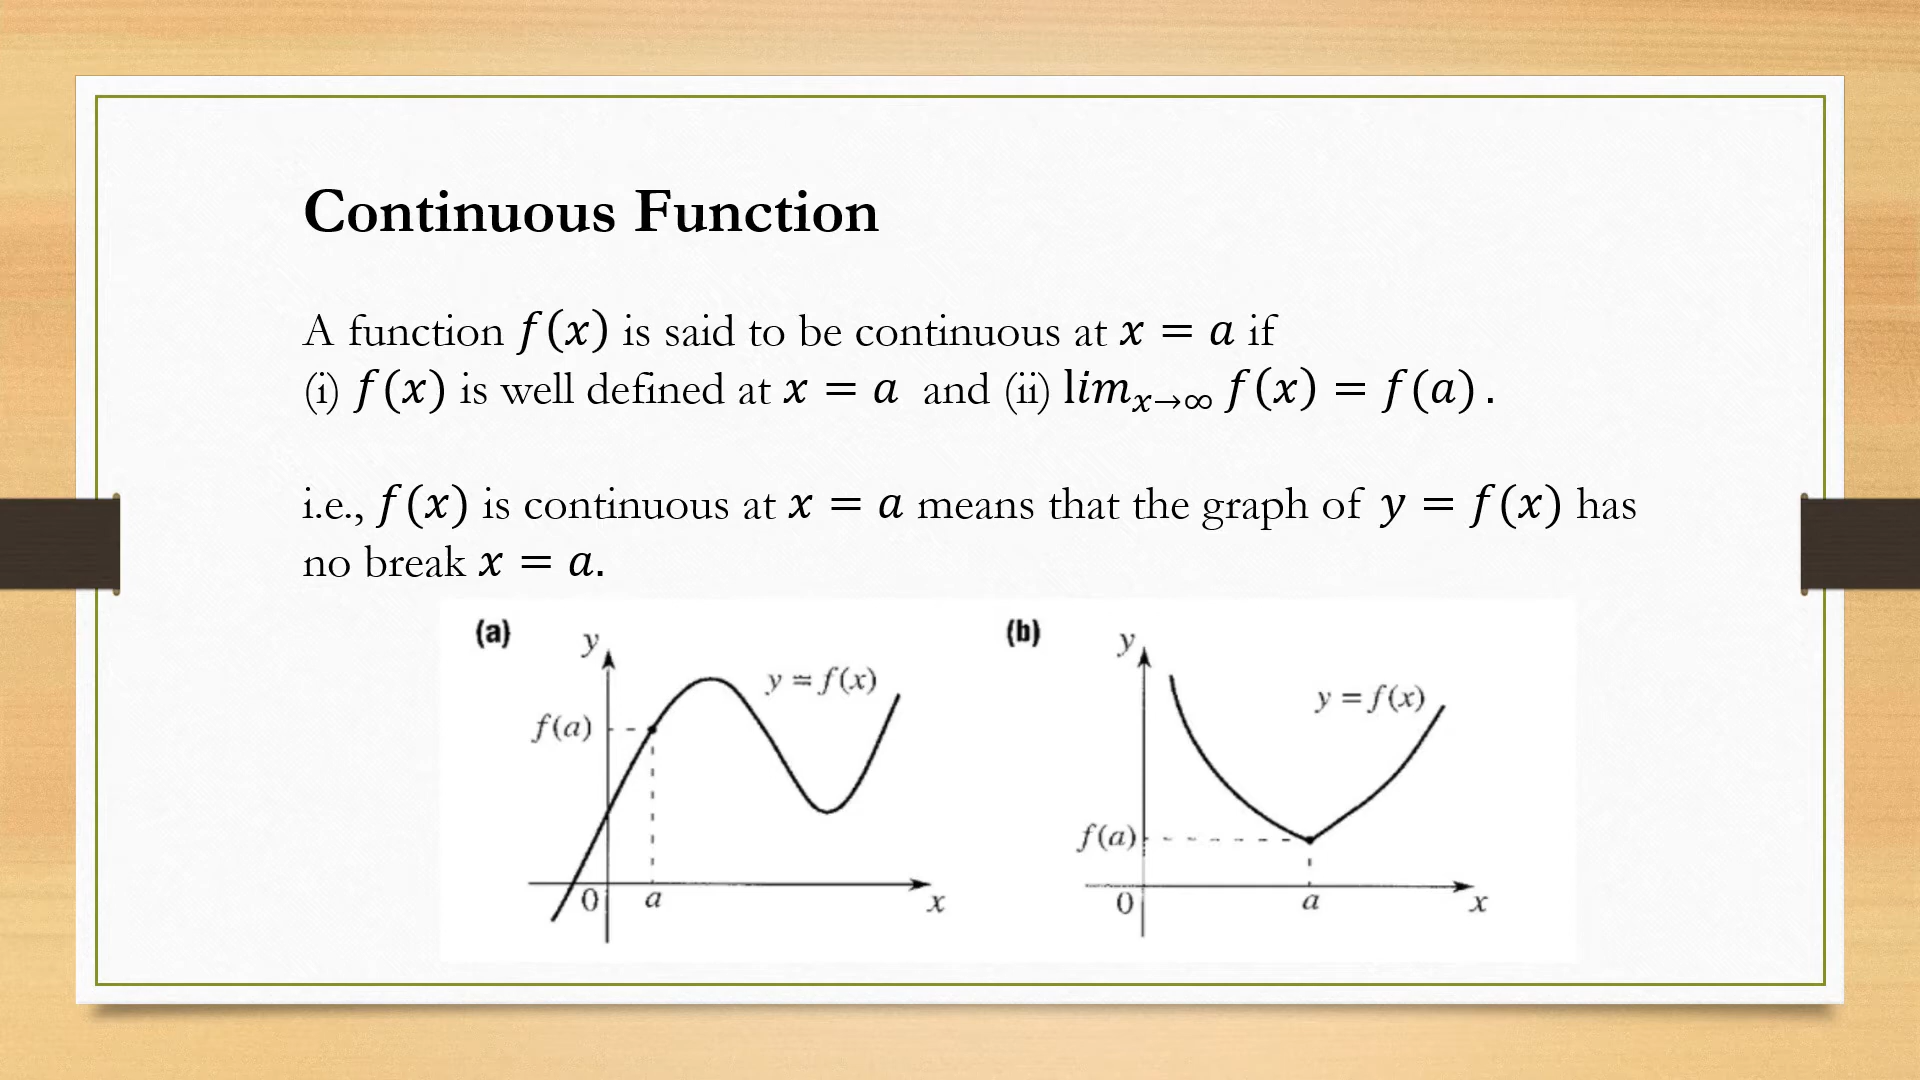 Continuous Function
A function f(x) is said to be continuous at x = a if
(i) f(x) is well defined at x = a and (ii) lim_{x→∞} f(x) = f(a).
i.e., f(x) is continuous at x = a means that the graph of y = f(x) has
no break x = a.
(a) y y = f(x) f(a) 0 a x
(b) y y = f(x) f(a) 0 a x